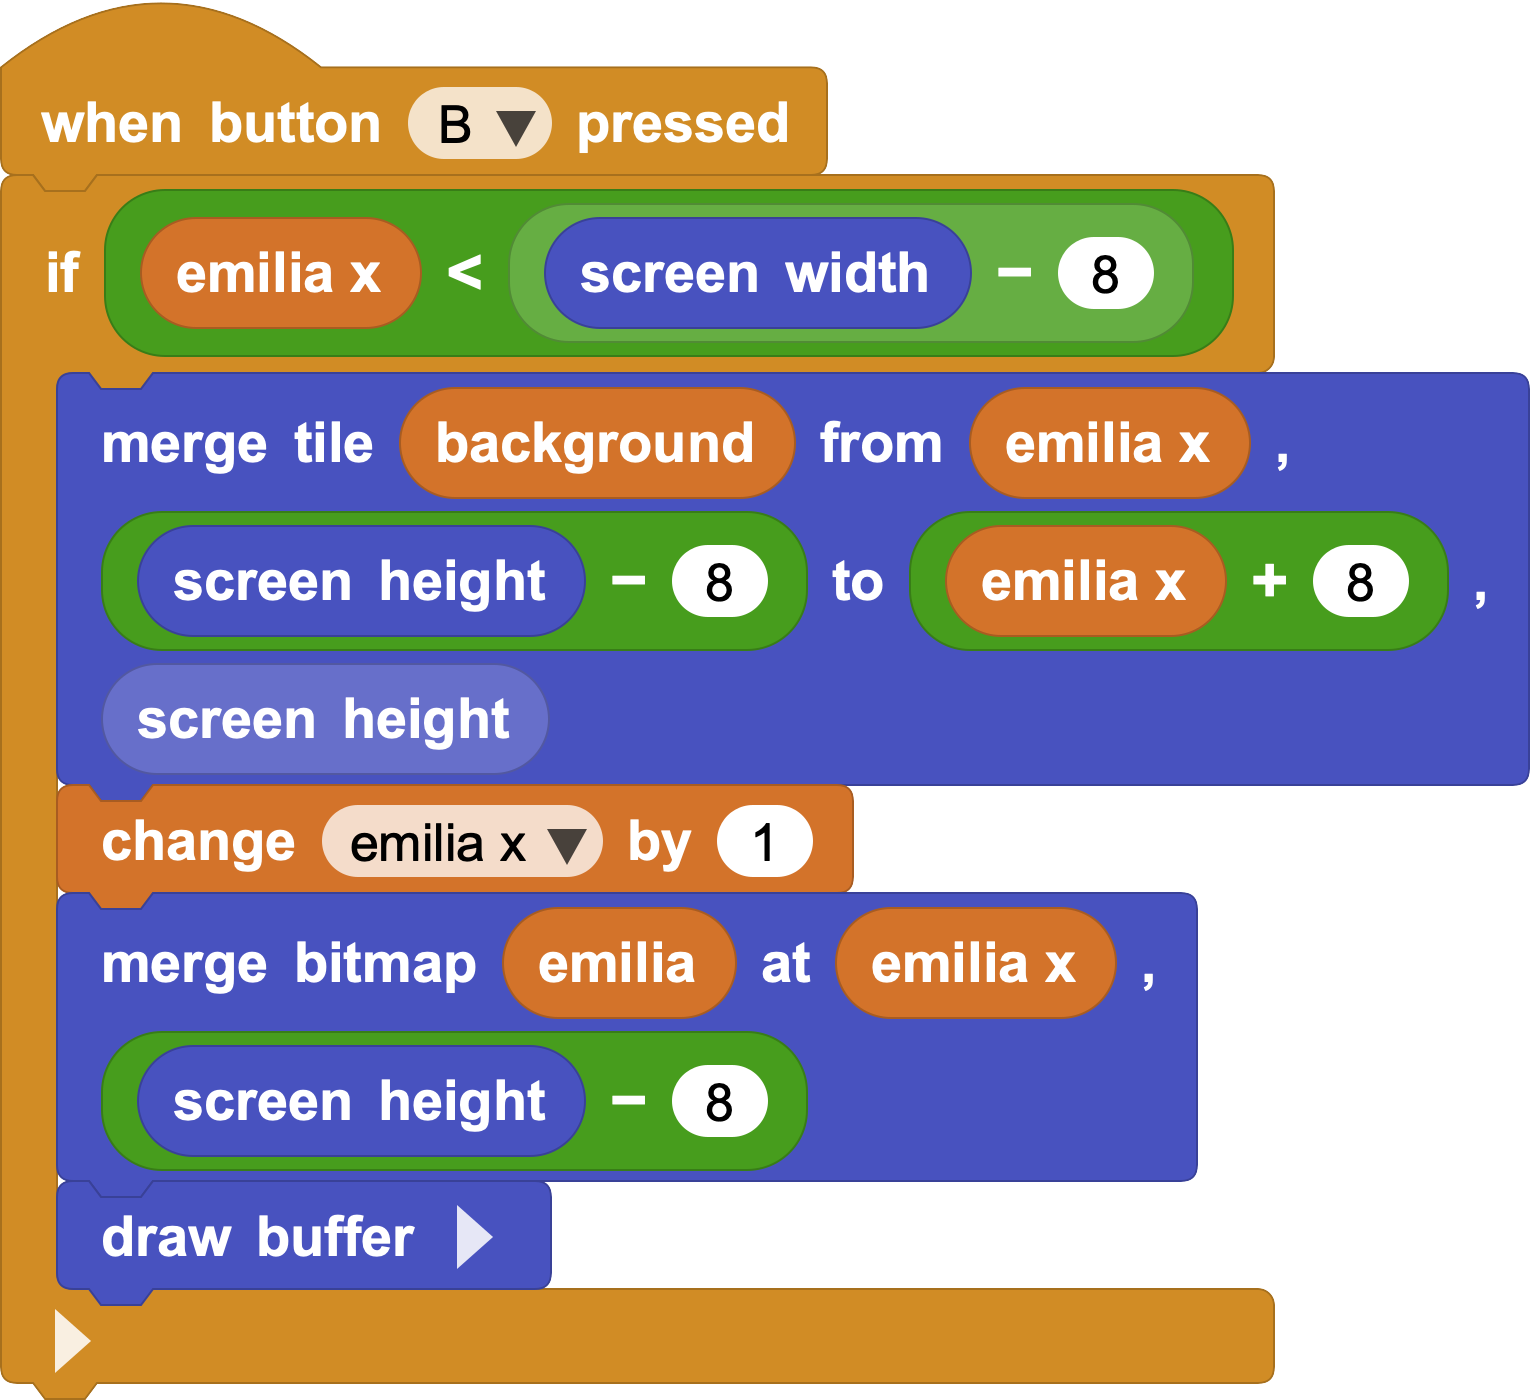 when button B pressed
if emilia x < screen width − 8
merge tile background from emilia x ,
screen height − 8 to emilia x + 8 ,
screen height
change emilia x by 1
merge bitmap emilia at emilia x ,
screen height − 8
draw buffer